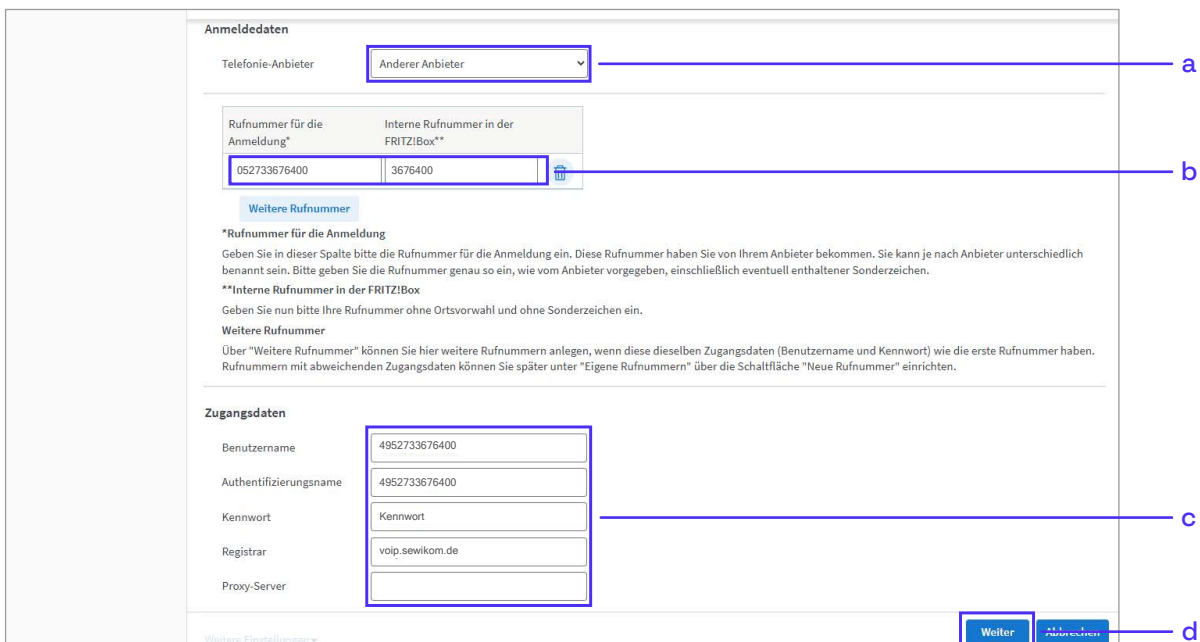 Anmeldedaten
Telefonie-Anbieter Anderer Anbieter a
Rufnummer für die Anmeldung* Interne Rufnummer in der FRITZ!Box**
052733676400 3676400 b
Weitere Rufnummer
*Rufnummer für die Anmeldung
Geben Sie in dieser Spalte bitte die Rufnummer für die Anmeldung ein. Diese Rufnummer haben Sie von Ihrem Anbieter bekommen. Sie kann je nach Anbieter unterschiedlich
benannt sein. Bitte geben Sie die Rufnummer genau so ein, wie vom Anbieter vorgegeben, einschließlich eventuell enthaltener Sonderzeichen.
**Interne Rufnummer in der FRITZ!Box
Geben Sie nun bitte Ihre Rufnummer ohne Ortsvorwahl und ohne Sonderzeichen ein.
Weitere Rufnummer
Über "Weitere Rufnummer" können Sie hier weitere Rufnummern anlegen, wenn diese dieselben Zugangsdaten (Benutzername und Kennwort) wie die erste Rufnummer haben.
Rufnummern mit abweichenden Zugangsdaten können Sie später unter "Eigene Rufnummern" über die Schaltfläche "Neue Rufnummer" einrichten.
Zugangsdaten
Benutzername 4952733676400
Authentifizierungsname 4952733676400
Kennwort Kennwort c
Registrar voip.sewikom.de
Proxy-Server
Weitere Einstellungen
Weiter Abbrechen d